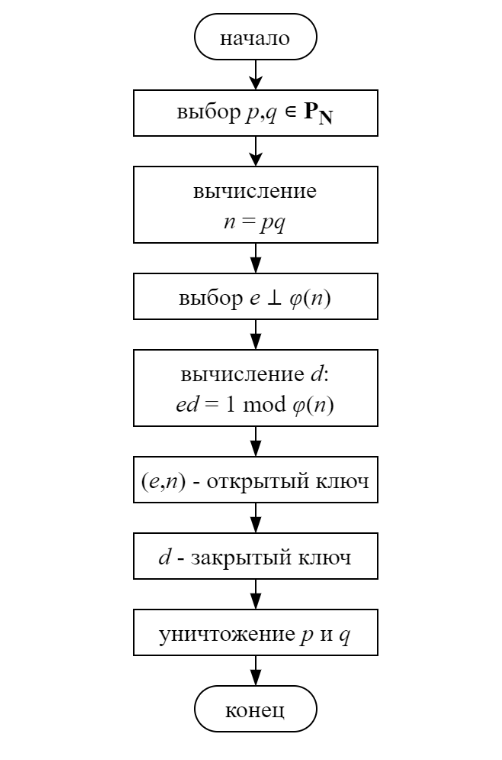 начало
выбор p,q ∈ P_N
вычисление
n = pq
выбор e ⊥ φ(n)
вычисление d:
ed = 1 mod φ(n)
(e,n) - открытый ключ
d - закрытый ключ
уничтожение p и q
конец